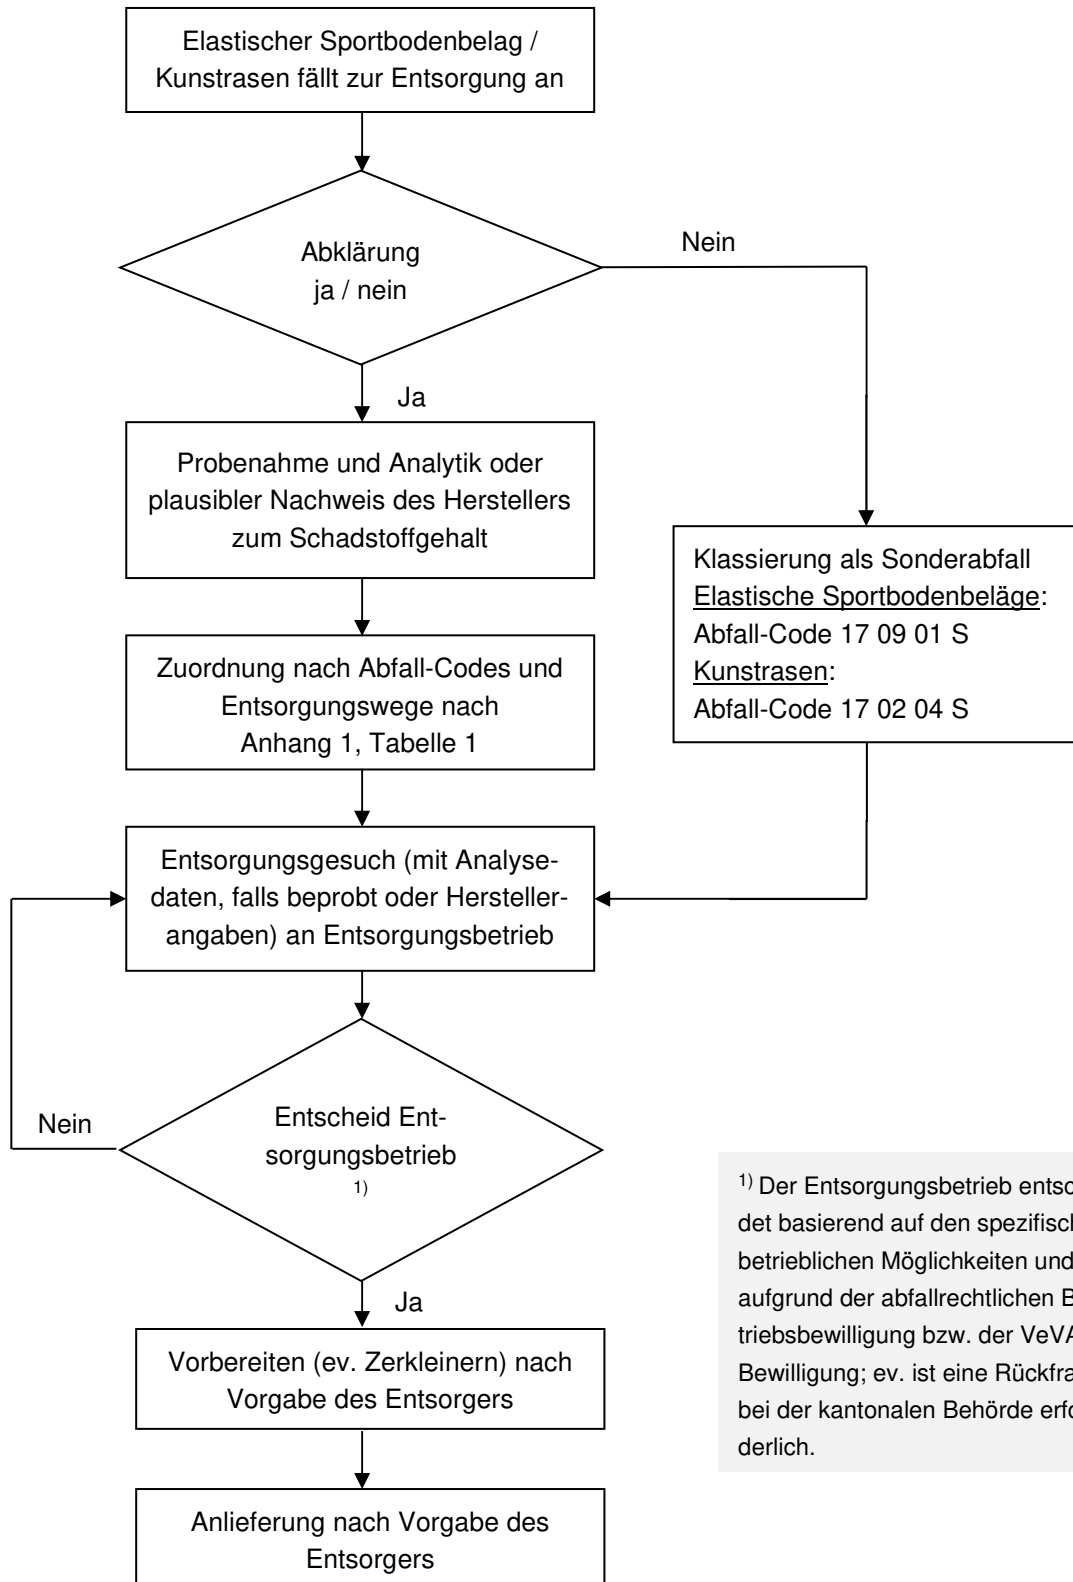 Elastischer Sportbodenbelag /
Kunstrasen fällt zur Entsorgung an
Abklärung
ja / nein
Nein
Ja
Probenahme und Analytik oder
plausibler Nachweis des Herstellers
zum Schadstoffgehalt
Klassierung als Sonderabfall
Elastische Sportbodenbeläge:
Abfall-Code 17 09 01 S
Kunstrasen:
Abfall-Code 17 02 04 S
Zuordnung nach Abfall-Codes und
Entsorgungswege nach
Anhang 1, Tabelle 1
Entsorgungsgesuch (mit Analyse-
daten, falls beprobt oder Hersteller-
angaben) an Entsorgungsbetrieb
Entscheid Ent-
sorgungsbetrieb
1)
Nein
Ja
Vorbereiten (ev. Zerkleinern) nach
Vorgabe des Entsorgers
Anlieferung nach Vorgabe des
Entsorgers
1) Der Entsorgungsbetrieb
det basierend auf den
betrieblichen Möglichkeiten und
aufgrund der abfallrechtlichen
triebsbewilligung bzw. der
Bewilligung; ev. ist eine
bei der kantonalen Behörde
derlich.